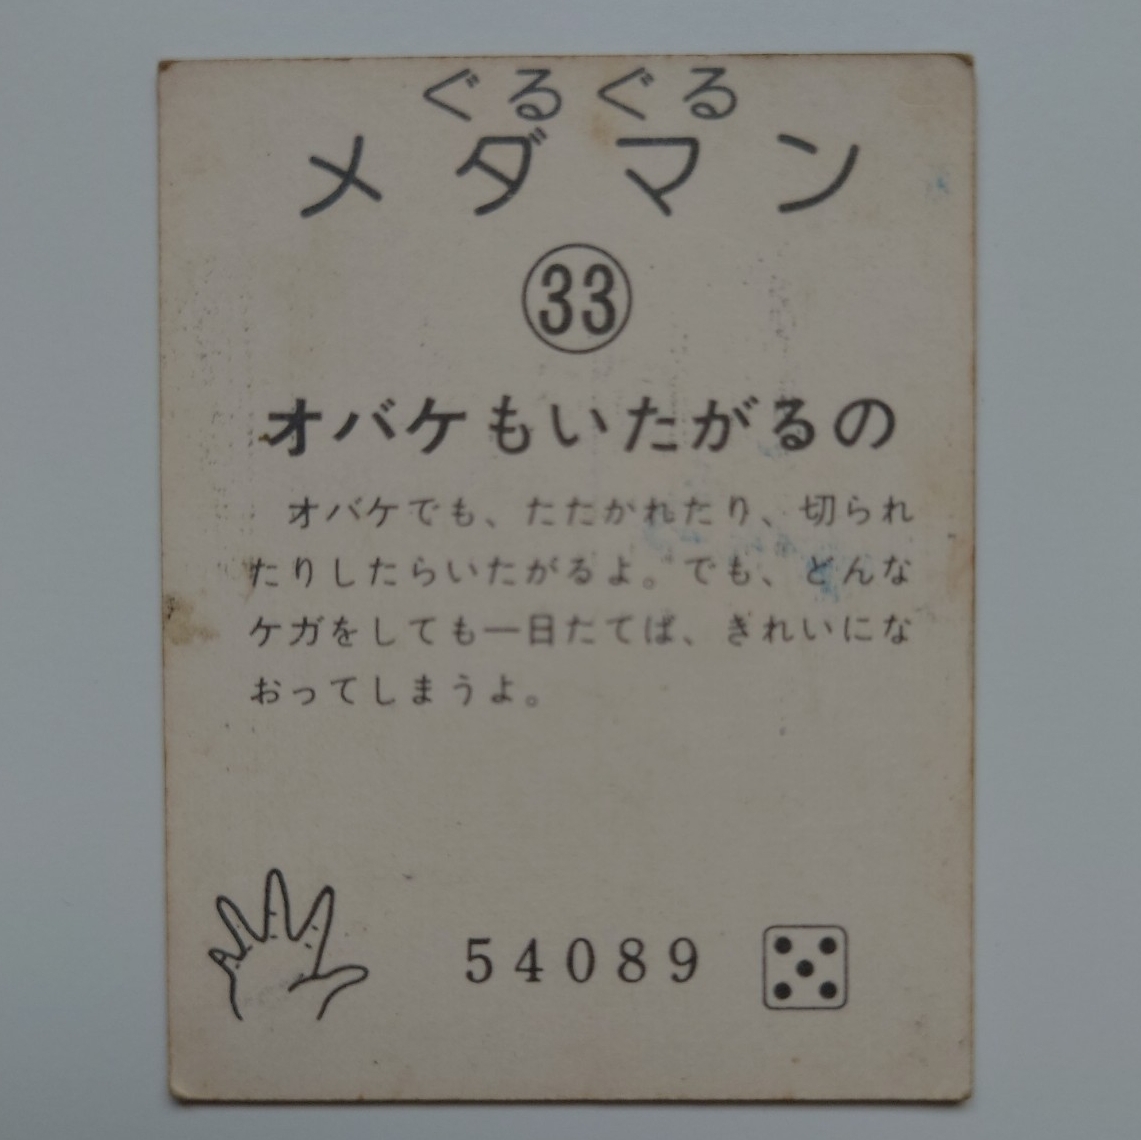 ぐるぐる
メダマン
33
オバケもいたがるの
オバケでも、たたかれたり、切られ
たりしたらいたがるよ。でも、どんな
ケガをしても一日たてば、きれいにな
おってしまうよ。
54089